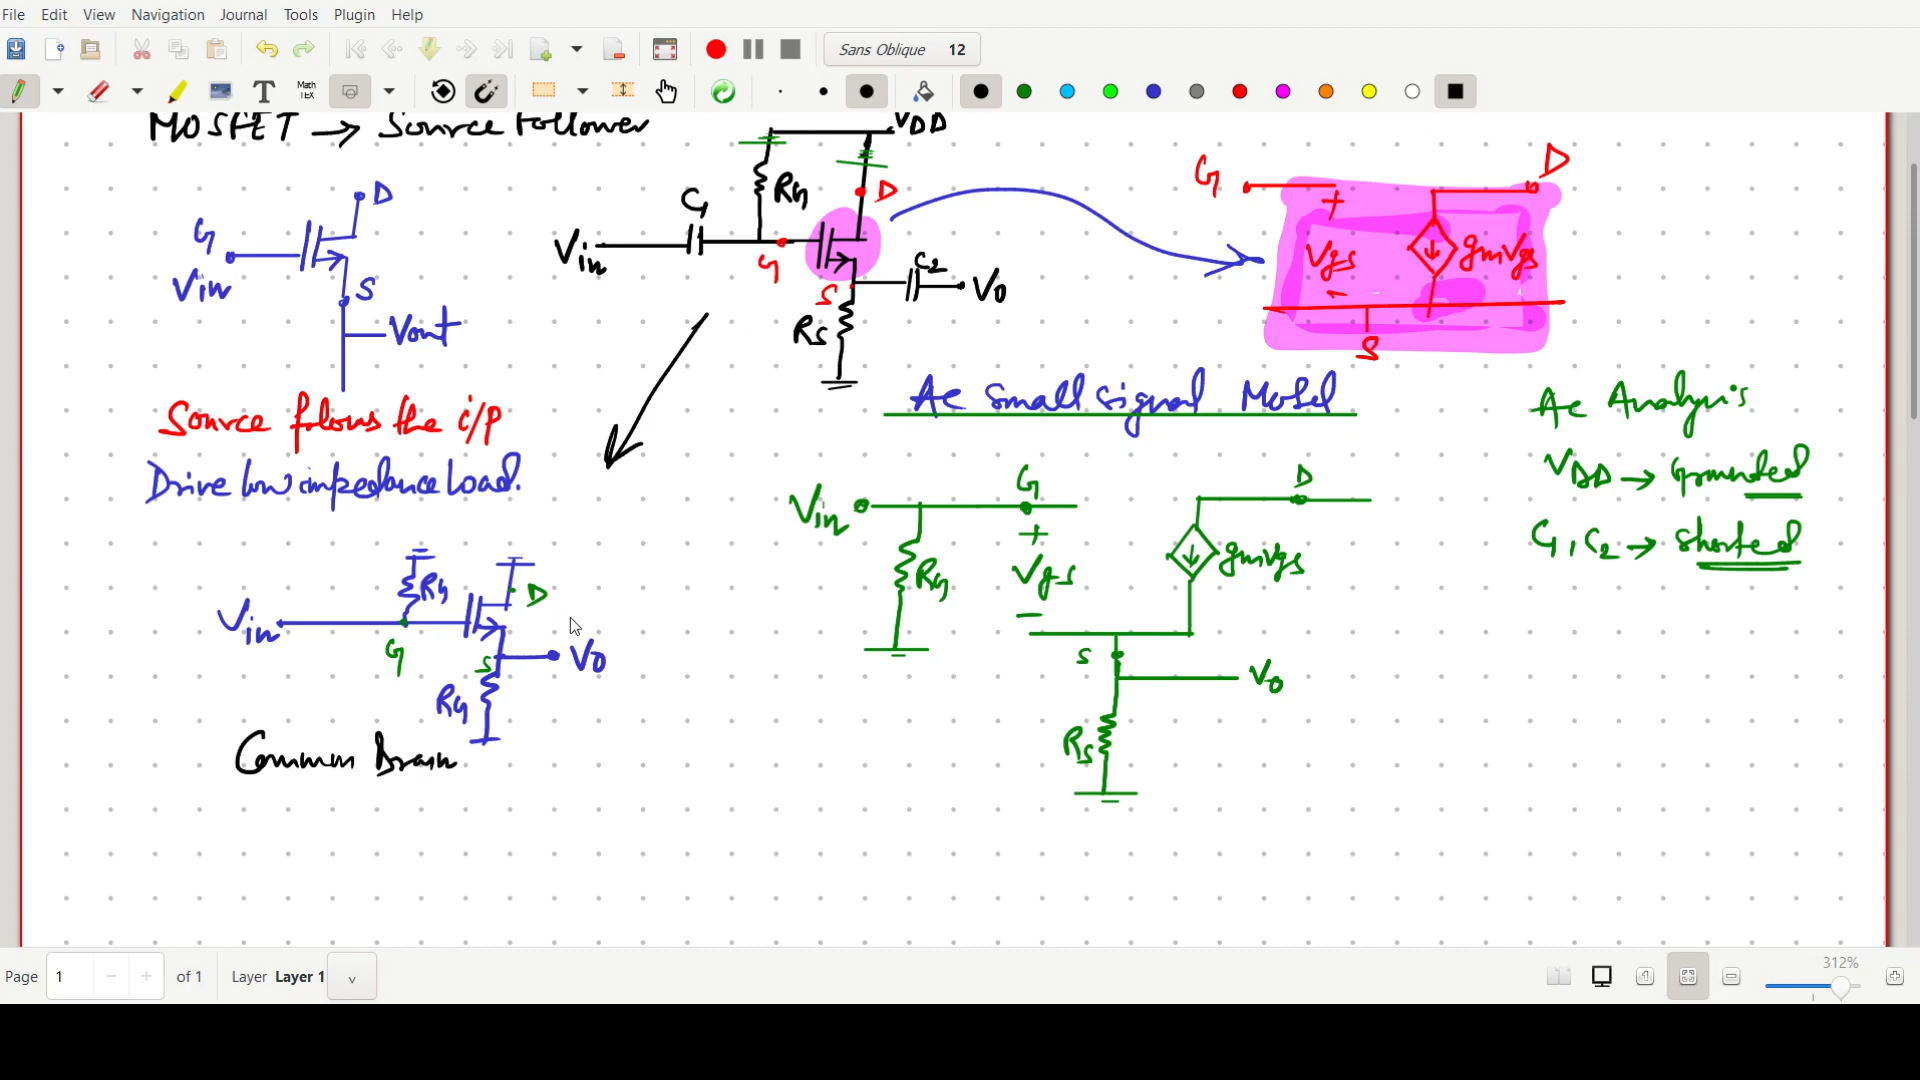 File Edit View Navigation Journal Tools Plugin Help
Sans Oblique 12
T
Math
TEX
MOSFET → Source Follower
VDD
D
G
Vin
S
Vout
C1
RG
D
Vin
G
S
C2
Vo
Rs
G
D
+
Vgs
-
gmVgs
S
Source follows the i/p
Drive low impedance Load.
Ac Small signal Model
Ac Analysis
VDD → Grounded
C1, C2 → Shorted
Vin
RG
G
+
Vgs
-
D
gmVgs
S
Vo
Rs
RG
D
Vin
G
S
Vo
RG
Common Drain
Page 1 of 1 Layer Layer 1
312%